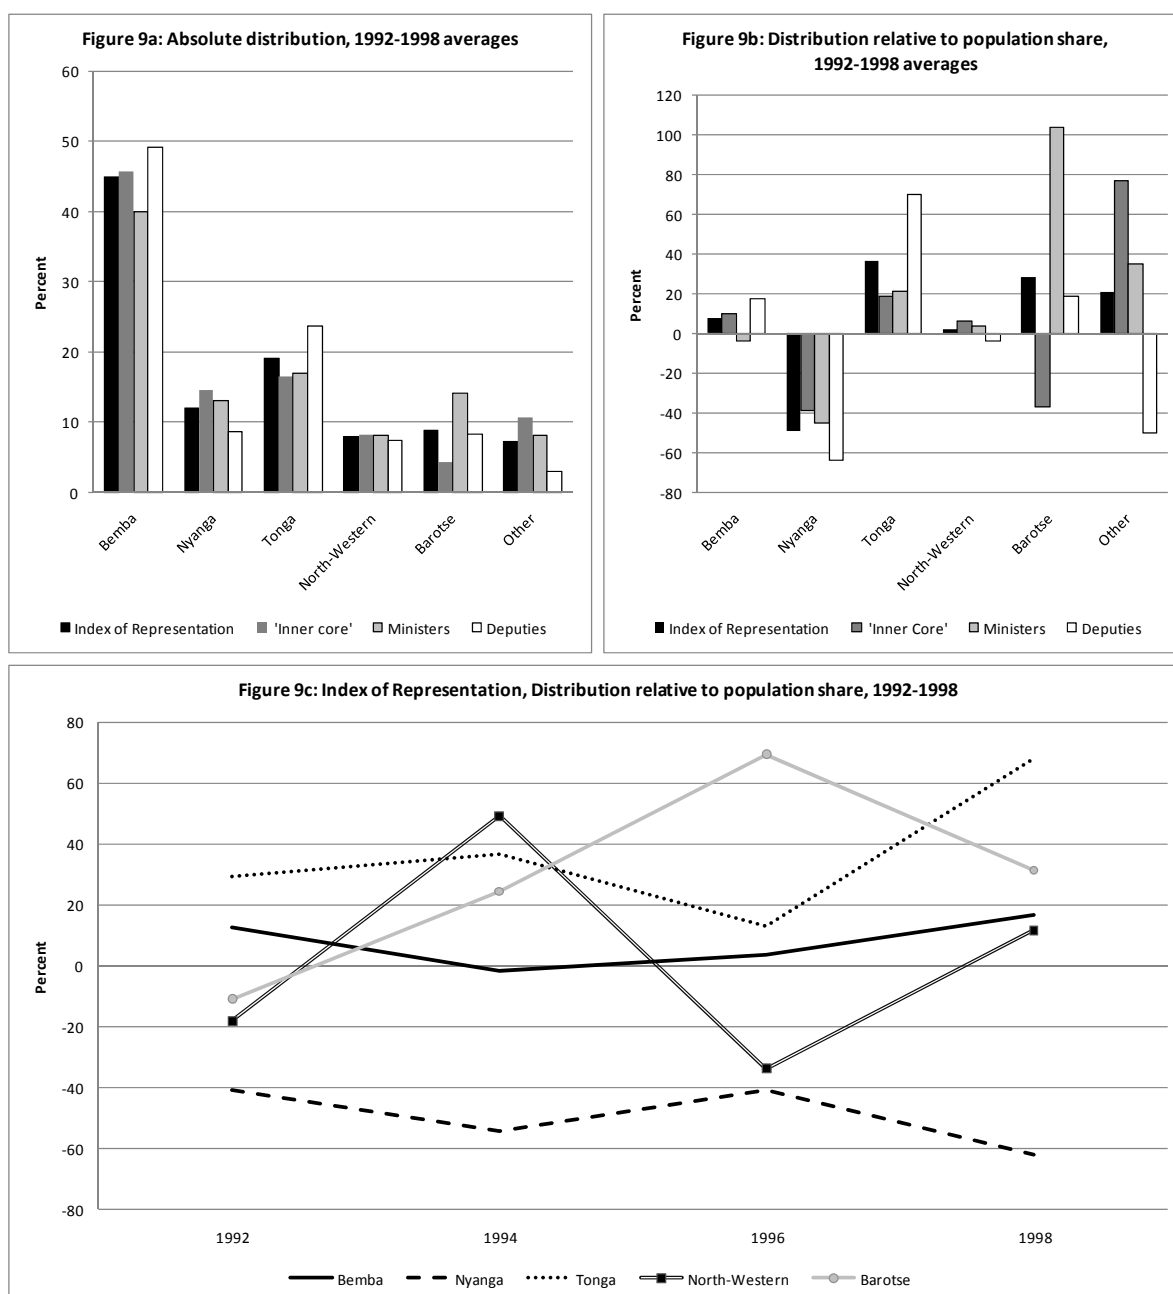 Figure 9a: Absolute distribution, 1992-1998 averages
60
50
40
30
20
10
0
Percent
Bemba
Nyanga
Tonga
North-Western
Barotse
Other
Index of Representation 'Inner core' Ministers Deputies
Figure 9b: Distribution relative to population share,
1992-1998 averages
120
100
80
60
40
20
0
-20
-40
-60
-80
Percent
Bemba
Nyanga
Tonga
North-Western
Barotse
Other
Index of Representation 'Inner Core' Ministers Deputies
Figure 9c: Index of Representation, Distribution relative to population share, 1992-1998
80
60
40
20
0
-20
-40
-60
-80
Percent
1992 1994 1996 1998
Bemba Nyanga Tonga North-Western Barotse